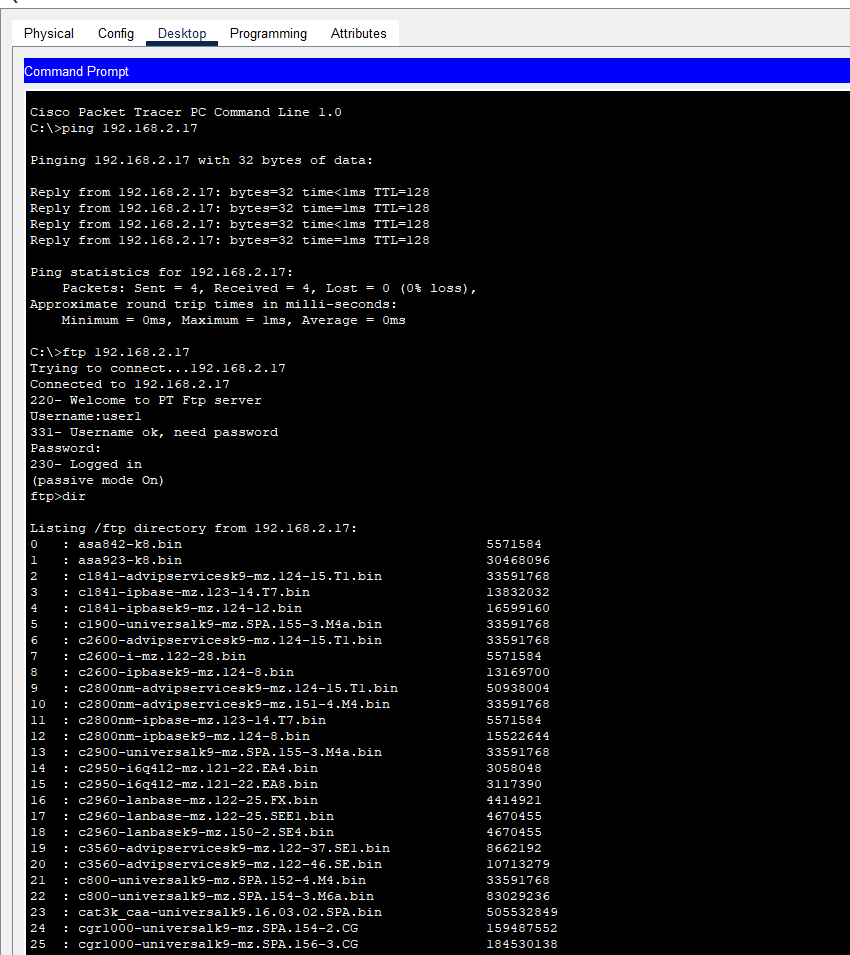 Physical Config Desktop Programming Attributes
Command Prompt
Cisco Packet Tracer PC Command Line 1.0
C:\>ping 192.168.2.17
Pinging 192.168.2.17 with 32 bytes of data:
Reply from 192.168.2.17: bytes=32 time<1ms TTL=128
Reply from 192.168.2.17: bytes=32 time=1ms TTL=128
Reply from 192.168.2.17: bytes=32 time<1ms TTL=128
Reply from 192.168.2.17: bytes=32 time=1ms TTL=128
Ping statistics for 192.168.2.17:
Packets: Sent = 4, Received = 4, Lost = 0 (0% loss),
Approximate round trip times in milli-seconds:
Minimum = 0ms, Maximum = 1ms, Average = 0ms
C:\>ftp 192.168.2.17
Trying to connect...192.168.2.17
Connected to 192.168.2.17
220- Welcome to PT Ftp server
Username:user1
331- Username ok, need password
Password:
230- Logged in
(passive mode On)
ftp>dir
Listing /ftp directory from 192.168.2.17:
0 : asa842-k8.bin 5571584
1 : asa923-k8.bin 30468096
2 : c1841-advipservicesk9-mz.124-15.T1.bin 33591768
3 : c1841-ipbase-mz.123-14.T7.bin 13832032
4 : c1841-ipbasek9-mz.124-12.bin 16599160
5 : c1900-universalk9-mz.SPA.155-3.M4a.bin 33591768
6 : c2600-advipservicesk9-mz.124-15.T1.bin 33591768
7 : c2600-i-mz.122-28.bin 5571584
8 : c2600-ipbasek9-mz.124-8.bin 13169700
9 : c2800nm-advipservicesk9-mz.124-15.T1.bin 50938004
10 : c2800nm-advipservicesk9-mz.151-4.M4.bin 33591768
11 : c2800nm-ipbase-mz.123-14.T7.bin 5571584
12 : c2800nm-ipbasek9-mz.124-8.bin 15522644
13 : c2900-universalk9-mz.SPA.155-3.M4a.bin 33591768
14 : c2950-i6q4l2-mz.121-22.EA4.bin 3058048
15 : c2950-i6q4l2-mz.121-22.EA8.bin 3117390
16 : c2960-lanbase-mz.122-25.FX.bin 4414921
17 : c2960-lanbase-mz.122-25.SEE1.bin 4670455
18 : c2960-lanbasek9-mz.150-2.SE4.bin 4670455
19 : c3560-advipservicesk9-mz.122-37.SE1.bin 8662192
20 : c3560-advipservicesk9-mz.122-46.SE.bin 10713279
21 : c800-universalk9-mz.SPA.152-4.M4.bin 33591768
22 : c800-universalk9-mz.SPA.154-3.M6a.bin 83029236
23 : cat3k_caa-universalk9.16.03.02.SPA.bin 505532849
24 : cgr1000-universalk9-mz.SPA.154-2.CG 159487552
25 : cgr1000-universalk9-mz.SPA.156-3.CG 184530138